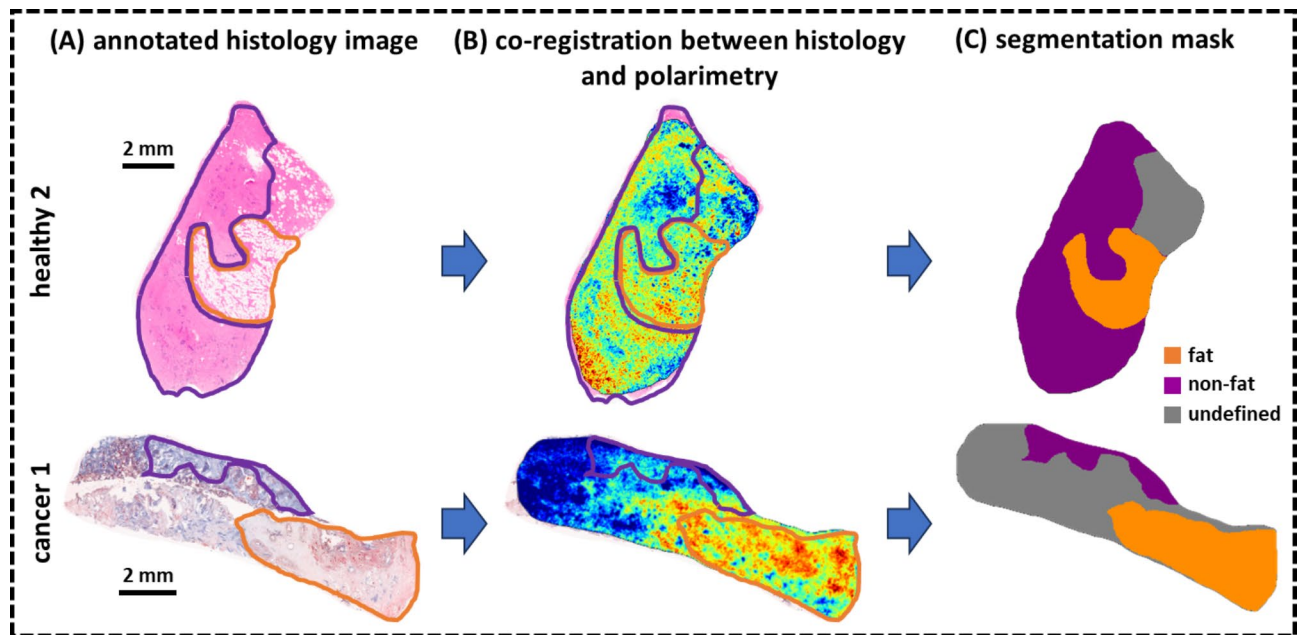 (A) annotated histology image
(B) co-registration between histology
and polarimetry
(C) segmentation mask
healthy 2
2 mm
fat
non-fat
undefined
cancer 1
2 mm